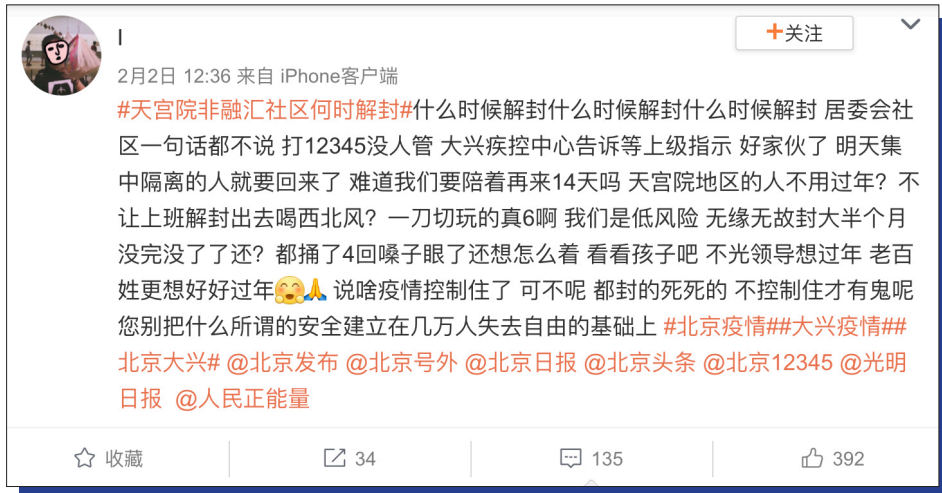 l
+关注
2月2日 12:36 来自 iPhone客户端
#天宫院非融汇社区何时解封#什么时候解封什么时候解封什么时候解封 居委会社
区一句话都不说 打12345没人管 大兴疾控中心告诉等上级指示 好家伙了 明天集
中隔离的人就要回来了 难道我们要陪着再来14天吗 天宫院地区的人不用过年？不
让上班解封出去喝西北风？一刀切玩的真6啊 我们是低风险 无缘无故封大半个月
没完没了了还？都捅了4回嗓子眼了还想怎么着 看看孩子吧 不光领导想过年 老百
姓更想好好过年🥰🙏 说啥疫情控制住了 可不呢 都封的死死的 不控制住才有鬼呢
您别把什么所谓的安全建立在几万人失去自由的基础上 #北京疫情##大兴疫情##
北京大兴# @北京发布 @北京号外 @北京日报 @北京头条 @北京12345 @光明
日报 @人民正能量
收藏 34 135 392